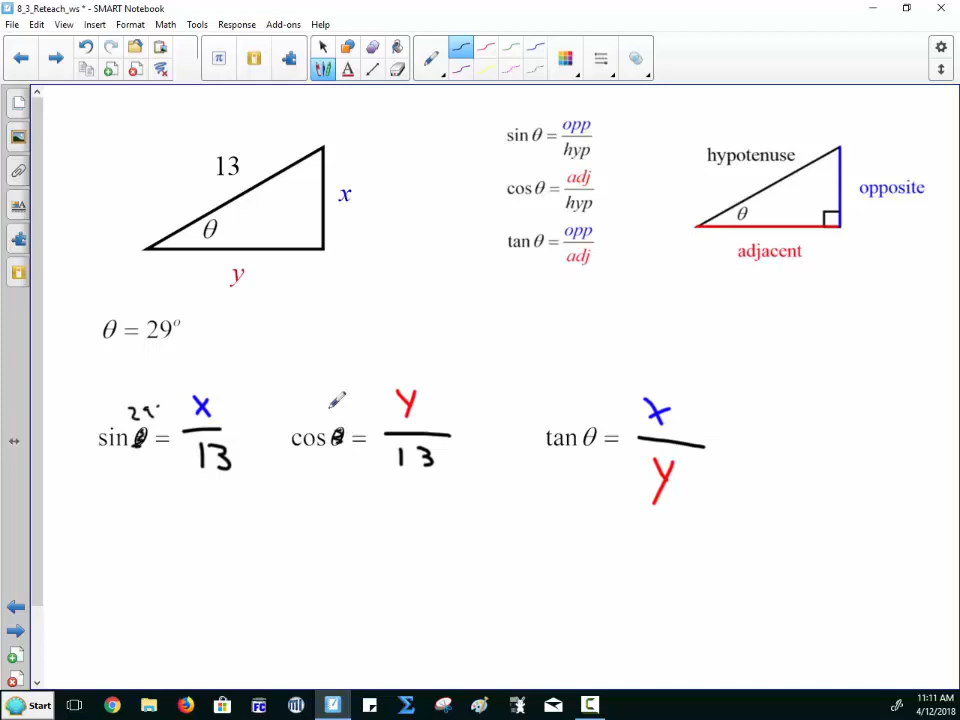 8_3_Reteach_ws * - SMART Notebook
File Edit View Insert Format Math Tools Response Add-ons Help
13
x
θ
y
sin θ = opp/hyp
cos θ = adj/hyp
tan θ = opp/adj
hypotenuse
opposite
θ
adjacent
θ = 29°
29°
sin θ = x/13
cos θ = y/13
tan θ = x/y
Start
11:11 AM
4/12/2018